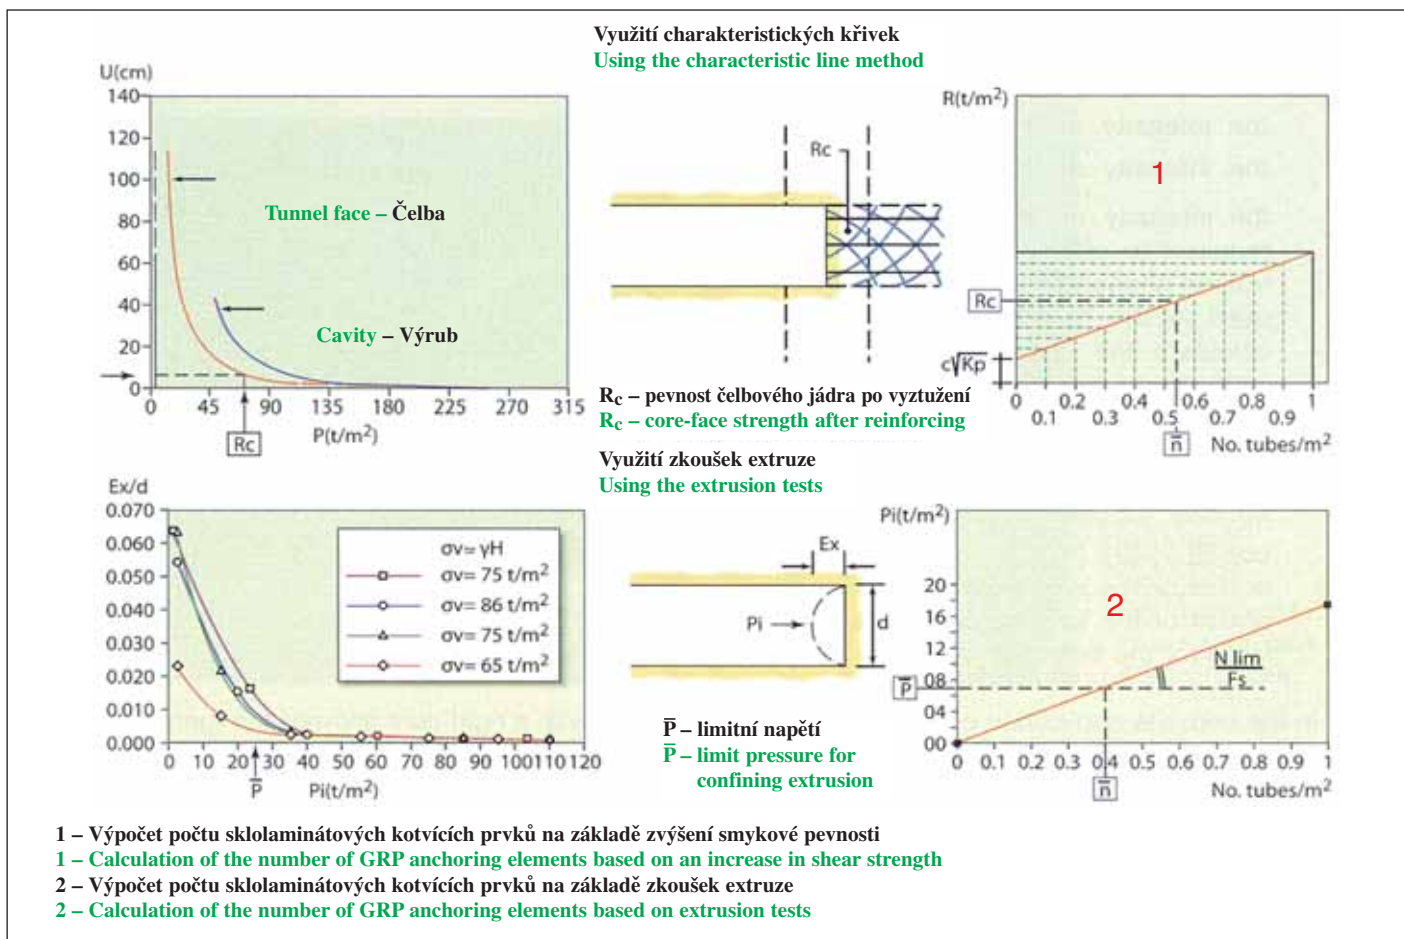 Využití charakteristických křivek
Using the characteristic line method
U(cm)
140
120
100
80
60
40
20
0
Tunnel face – Čelba
Cavity – Výrub
0 45 90 135 180 225 270 315
Rc
P(t/m²)
Rc
R(t/m²)
1
Rc
c√Kp
0 0.2 0.4 0.6 0.8 1
0.1 0.3 0.5 0.7 0.9
n̄
No. tubes/m²
Rc – pevnost čelbového jádra po vyztužení
Rc – core-face strength after reinforcing
Využití zkoušek extruze
Using the extrusion tests
Ex/d
0.070
0.060
0.050
0.040
0.030
0.020
0.010
0.000
σv= γH
σv= 75 t/m²
σv= 86 t/m²
σv= 75 t/m²
σv= 65 t/m²
0 10 20 30 40 50 60 70 80 90 100 110 120
P̄
Pi(t/m²)
Ex
Pi
d
P̄ – limitní napětí
P̄ – limit pressure for
confining extrusion
Pi(t/m²)
20
16
12
08
04
00
2
P̄
N lim
Fs
0 0.1 0.2 0.3 0.4 0.5 0.6 0.7 0.8 0.9 1
n̄
No. tubes/m²
1 – Výpočet počtu sklolaminátových kotvících prvků na základě zvýšení smykové pevnosti
1 – Calculation of the number of GRP anchoring elements based on an increase in shear strength
2 – Výpočet počtu sklolaminátových kotvících prvků na základě zkoušek extruze
2 – Calculation of the number of GRP anchoring elements based on extrusion tests